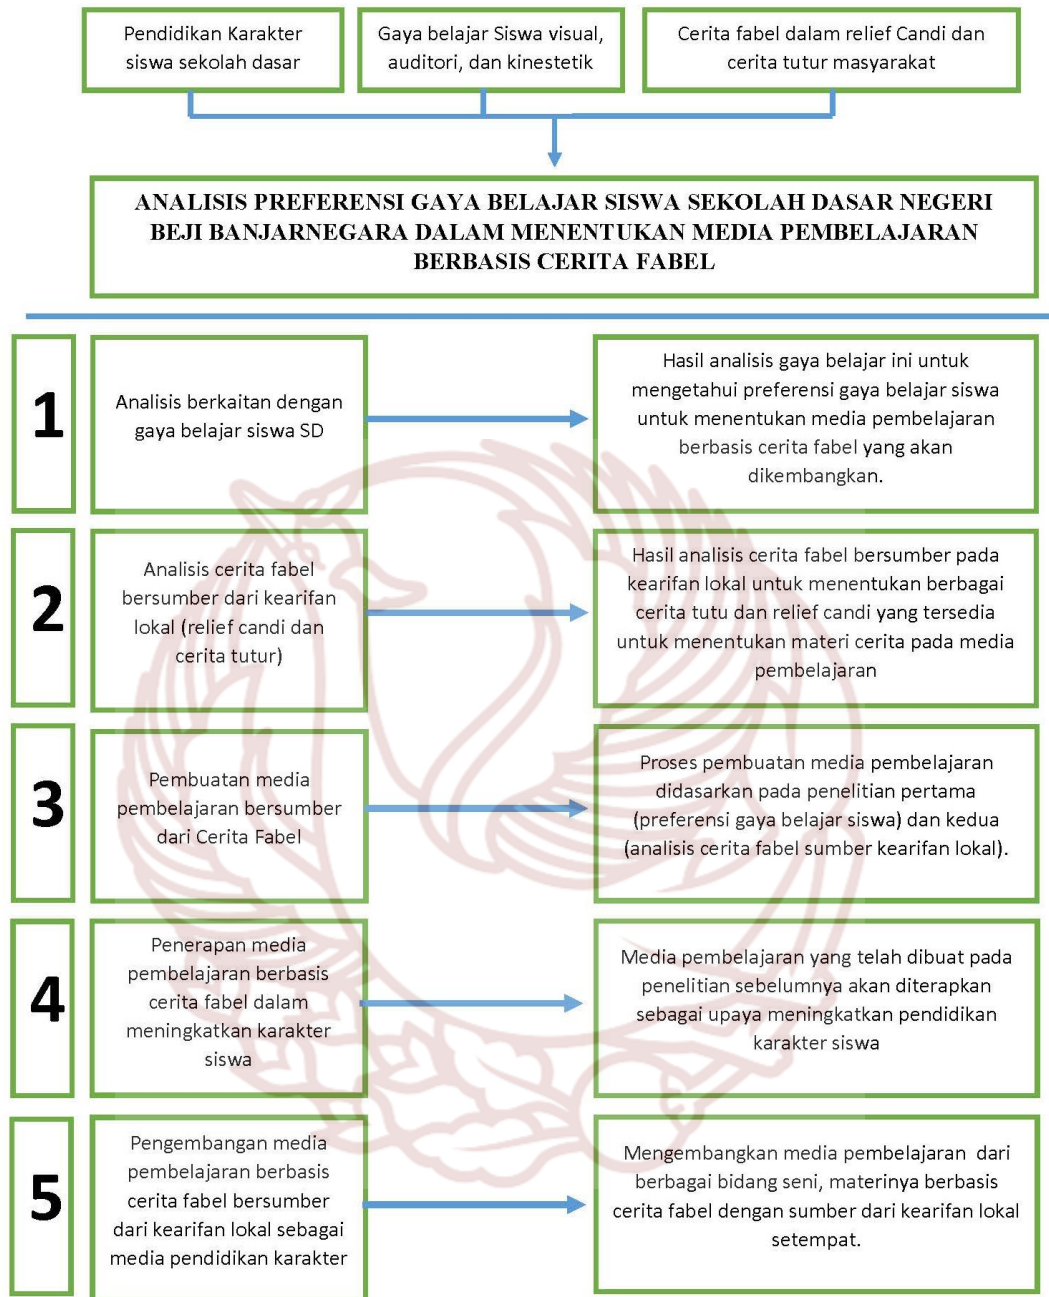 Pendidikan Karakter
siswa sekolah dasar
Gaya belajar Siswa visual,
auditori, dan kinestetik
Cerita fabel dalam relief Candi dan
cerita tutur masyarakat
ANALISIS PREFERENSI GAYA BELAJAR SISWA SEKOLAH DASAR NEGERI
BEJI BANJARNEGARA DALAM MENENTUKAN MEDIA PEMBELAJARAN
BERBASIS CERITA FABEL
1
Analisis berkaitan dengan
gaya belajar siswa SD
Hasil analisis gaya belajar ini untuk
mengetahui preferensi gaya belajar siswa
untuk menentukan media pembelajaran
berbasis cerita fabel yang akan
dikembangkan.
2
Analisis cerita fabel
bersumber dari kearifan
lokal (relief candi dan
cerita tutur)
Hasil analisis cerita fabel bersumber pada
kearifan lokal untuk menentukan berbagai
cerita tutu dan relief candi yang tersedia
untuk menentukan materi cerita pada media
pembelajaran
3
Pembuatan media
pembelajaran bersumber
dari Cerita Fabel
Proses pembuatan media pembelajaran
didasarkan pada penelitian pertama
(preferensi gaya belajar siswa) dan kedua
(analisis cerita fabel sumber kearifan lokal).
4
Penerapan media
pembelajaran berbasis
cerita fabel dalam
meningkatkan karakter
siswa
Media pembelajaran yang telah dibuat pada
penelitian sebelumnya akan diterapkan
sebagai upaya meningkatkan pendidikan
karakter siswa
5
Pengembangan media
pembelajaran berbasis
cerita fabel bersumber
dari kearifan lokal sebagai
media pendidikan karakter
Mengembangkan media pembelajaran dari
berbagai bidang seni, materinya berbasis
cerita fabel dengan sumber dari kearifan lokal
setempat.